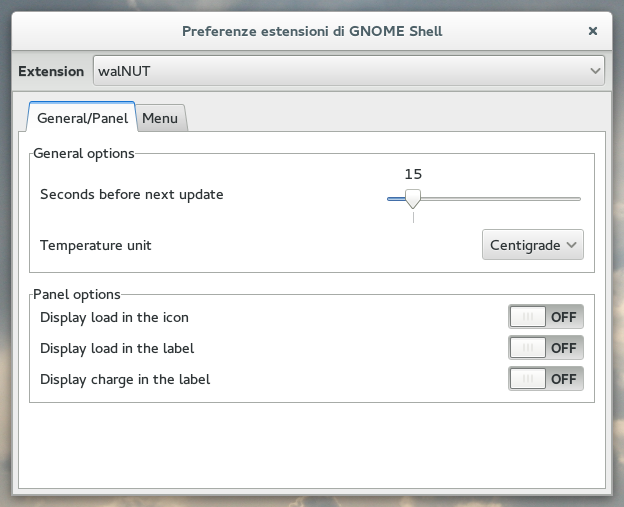 Preferenze estensioni di GNOME Shell
Extension walNUT
General/Panel Menu
General options
15
Seconds before next update
Temperature unit Centigrade
Panel options
Display load in the icon OFF
Display load in the label OFF
Display charge in the label OFF